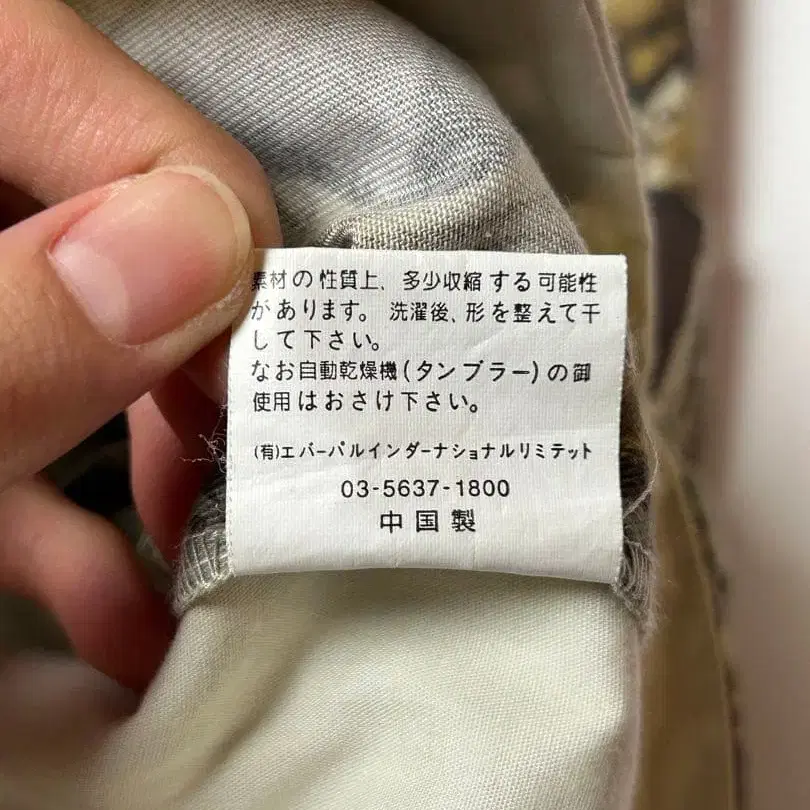 素材の性質上、多少収縮する可能性
があります。洗濯後、形を整えて干
して下さい。
なお自動乾燥機(タンブラー)の御
使用はおさけ下さい。
(有)エバーパルインダーナショナルリミテット
03-5637-1800
中国製